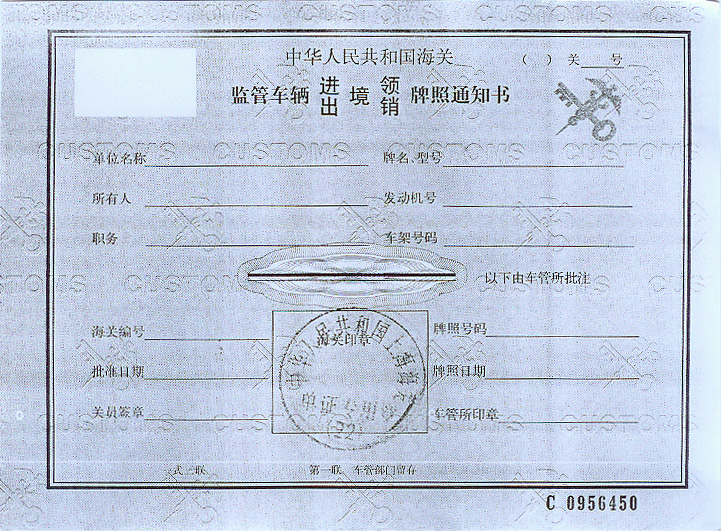 中华人民共和国海关 ( ) 关 号
监管车辆 进出 境 领销 牌照通知书
CUSTOMS CUSTOMS CUSTOMS CUSTOMS
单位名称 牌名、型号
所有人 发动机号
职务 车架号码
以下由车管所批注
CUSTOMS CUSTOMS CUSTOMS CUSTOMS
海关编号 海关印章 牌照号码
中华人民共和国上海海关
批准日期 牌照日期
(22)
关员签章 车管所印章
CUSTOMS CUSTOMS CUSTOMS
式二联 第一联 车管部门留存
C 0956450